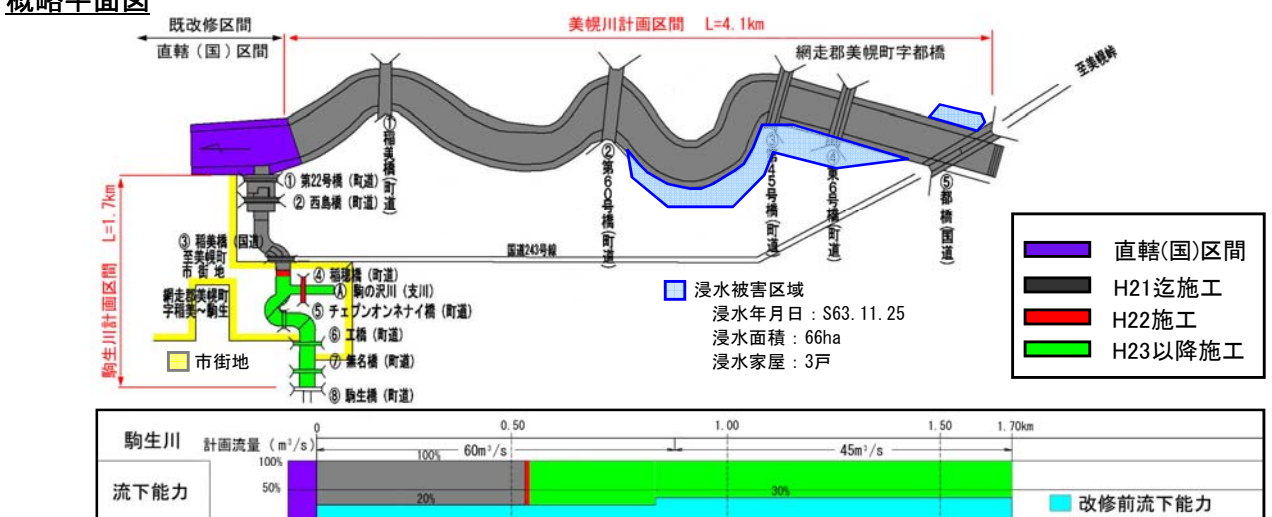 概略平面図
既改修区間
直轄(国)区間
美幌川計画区間 L=4.1km
網走郡美幌町字都橋
至美幌峠
①稲美橋(町道)
②第60号橋(町道)
③第45号橋(町道)
④東6号橋(町道)
⑤都橋(国道)
① 第22号橋(町道)
② 西島橋(町道)
③ 稲美橋(国道)
至美幌町
市街地
国道243号線
④ 稲穂橋(町道)
Ⓐ 駒の沢川(支川)
網走郡美幌町
字稲美~駒生
⑤ チェブンオンネナイ橋(町道)
⑥ 工橋(町道)
⑦ 無名橋(町道)
⑧ 駒生橋(町道)
駒生川計画区間 L=1.7km
市街地
浸水被害区域
浸水年月日:S63.11.25
浸水面積:66ha
浸水家屋:3戸
直轄(国)区間
H21迄施工
H22施工
H23以降施工
駒生川
計画流量(m³/s)
0 0.50 1.00 1.50 1.70km
60m³/s 45m³/s
流下能力
100%
50%
100%
20%
30%
改修前流下能力